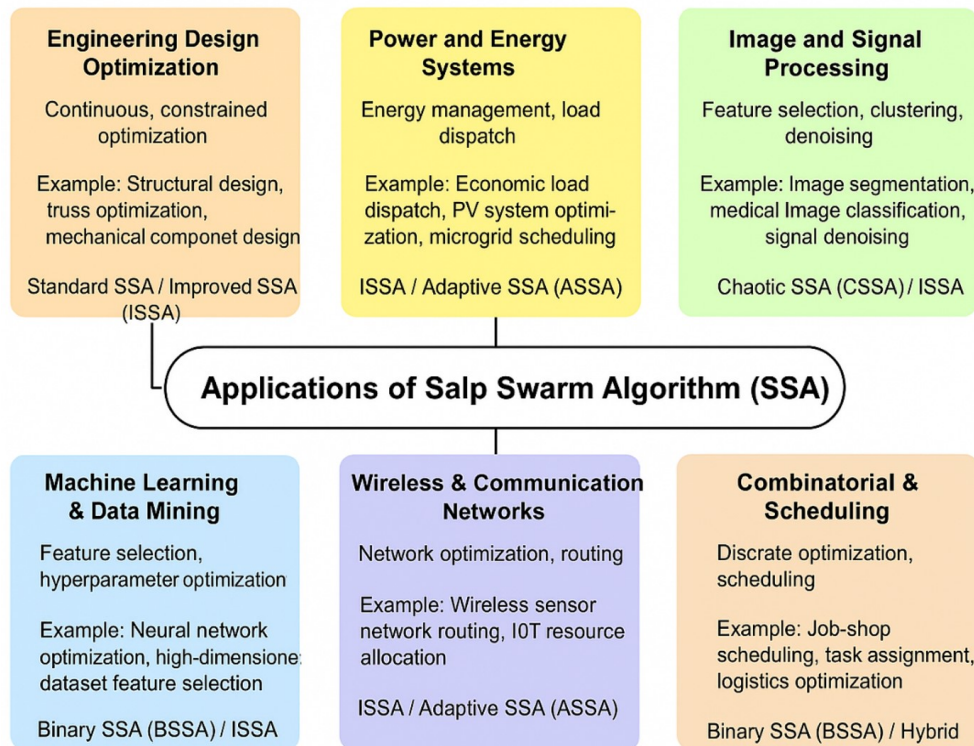 Engineering Design
Optimization
Continuous, constrained
optimization
Example: Structural design,
truss optimization,
mechanical componet design
Standard SSA / Improved SSA
(ISSA)
Power and Energy
Systems
Energy management, load
dispatch
Example: Economic load
dispatch, PV system optimi-
zation, microgrid scheduling
ISSA / Adaptive SSA (ASSA)
Image and Signal
Processing
Feature selection, clustering,
denoising
Example: Image segmentation,
medical Image classification,
signal denoising
Chaotic SSA (CSSA) / ISSA
Applications of Salp Swarm Algorithm (SSA)
Machine Learning
& Data Mining
Feature selection,
hyperparameter optimization
Example: Neural network
optimization, high-dimensione:
dataset feature selection
Binary SSA (BSSA) / ISSA
Wireless & Communication
Networks
Network optimization, routing
Example: Wireless sensor
network routing, I0T resource
allocation
ISSA / Adaptive SSA (ASSA)
Combinatorial &
Scheduling
Discrete optimization,
scheduling
Example: Job-shop
scheduling, task assignment,
logistics optimization
Binary SSA (BSSA) / Hybrid